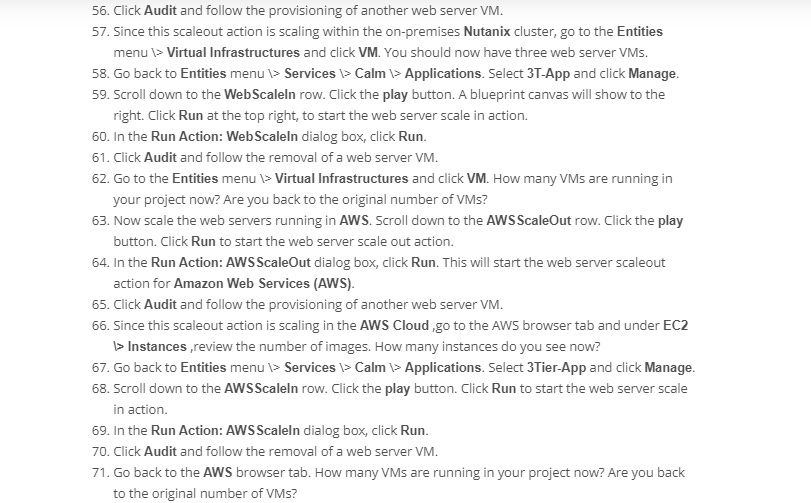 56. Click Audit and follow the provisioning of another web server VM.
57. Since this scaleout action is scaling within the on-premises Nutanix cluster, go to the Entities
menu \> Virtual Infrastructures and click VM. You should now have three web server VMs.
58. Go back to Entities menu \> Services \> Calm \> Applications. Select 3T-App and click Manage.
59. Scroll down to the WebScaleIn row. Click the play button. A blueprint canvas will show to the
right. Click Run at the top right, to start the web server scale in action.
60. In the Run Action: WebScaleIn dialog box, click Run.
61. Click Audit and follow the removal of a web server VM.
62. Go to the Entities menu \> Virtual Infrastructures and click VM. How many VMs are running in
your project now? Are you back to the original number of VMs?
63. Now scale the web servers running in AWS. Scroll down to the AWSScaleOut row. Click the play
button. Click Run to start the web server scale out action.
64. In the Run Action: AWSScaleOut dialog box, click Run. This will start the web server scaleout
action for Amazon Web Services (AWS).
65. Click Audit and follow the provisioning of another web server VM.
66. Since this scaleout action is scaling in the AWS Cloud ,go to the AWS browser tab and under EC2
\> Instances ,review the number of images. How many instances do you see now?
67. Go back to Entities menu \> Services \> Calm \> Applications. Select 3Tier-App and click Manage.
68. Scroll down to the AWSScaleIn row. Click the play button. Click Run to start the web server scale
in action.
69. In the Run Action: AWSScaleIn dialog box, click Run.
70. Click Audit and follow the removal of a web server VM.
71. Go back to the AWS browser tab. How many VMs are running in your project now? Are you back
to the original number of VMs?